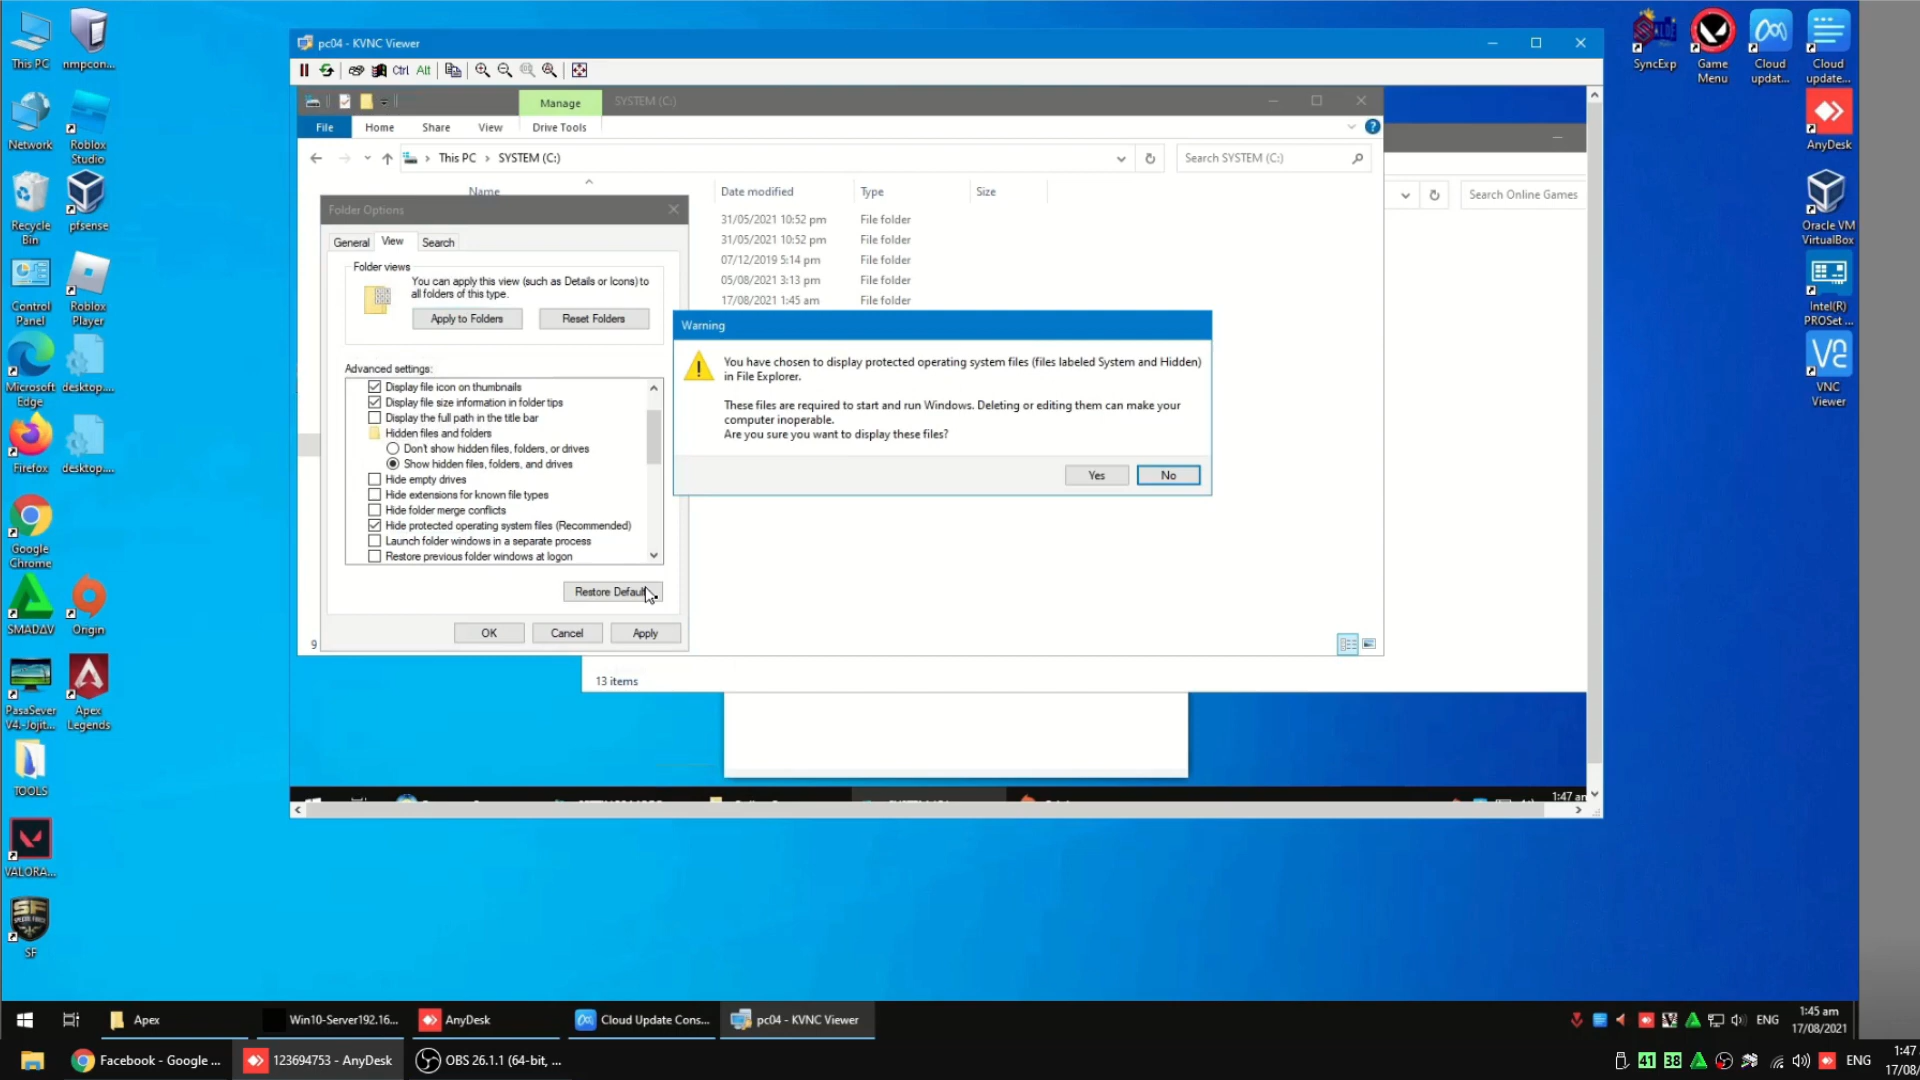 This PC
nmpcon...
Network
Roblox
Studio
Recycle
Bin
pfsense
Control
Panel
Roblox
Player
Microsoft
Edge
desktop....
Firefox
desktop....
Google
Chrome
SMADAV
Origin
PasaSever
V4.-Jojit...
Apex
Legends
TOOLS
VALORA...
SF
SyncExp
Game
Menu
Cloud
updat...
Cloud
update...
AnyDesk
Oracle VM
VirtualBox
Intel(R)
PROSet ...
VNC
Viewer
pc04 - KVNC Viewer
Ctrl Alt
Manage
SYSTEM (C:)
File
Home
Share
View
Drive Tools
This PC › SYSTEM (C:)
Search SYSTEM (C:)
Search Online Games
Name
Date modified
Type
Size
31/05/2021 10:52 pm File folder
31/05/2021 10:52 pm File folder
07/12/2019 5:14 pm File folder
05/08/2021 3:13 pm File folder
17/08/2021 1:45 am File folder
Folder Options
General
View
Search
Folder views
You can apply this view (such as Details or Icons) to
all folders of this type.
Apply to Folders
Reset Folders
Advanced settings:
Display file icon on thumbnails
Display file size information in folder tips
Display the full path in the title bar
Hidden files and folders
Don't show hidden files, folders, or drives
Show hidden files, folders, and drives
Hide empty drives
Hide extensions for known file types
Hide folder merge conflicts
Hide protected operating system files (Recommended)
Launch folder windows in a separate process
Restore previous folder windows at logon
Restore Default
OK
Cancel
Apply
9
Warning
You have chosen to display protected operating system files (files labeled System and Hidden)
in File Explorer.
These files are required to start and run Windows. Deleting or editing them can make your
computer inoperable.
Are you sure you want to display these files?
Yes
No
13 items
1:47 am
Apex
Win10-Server192.16...
AnyDesk
Cloud Update Cons...
pc04 - KVNC Viewer
ENG
1:45 am
17/08/2021
Facebook - Google ...
123694753 - AnyDesk
OBS 26.1.1 (64-bit, ...
41
38
ENG
1:47
17/08/